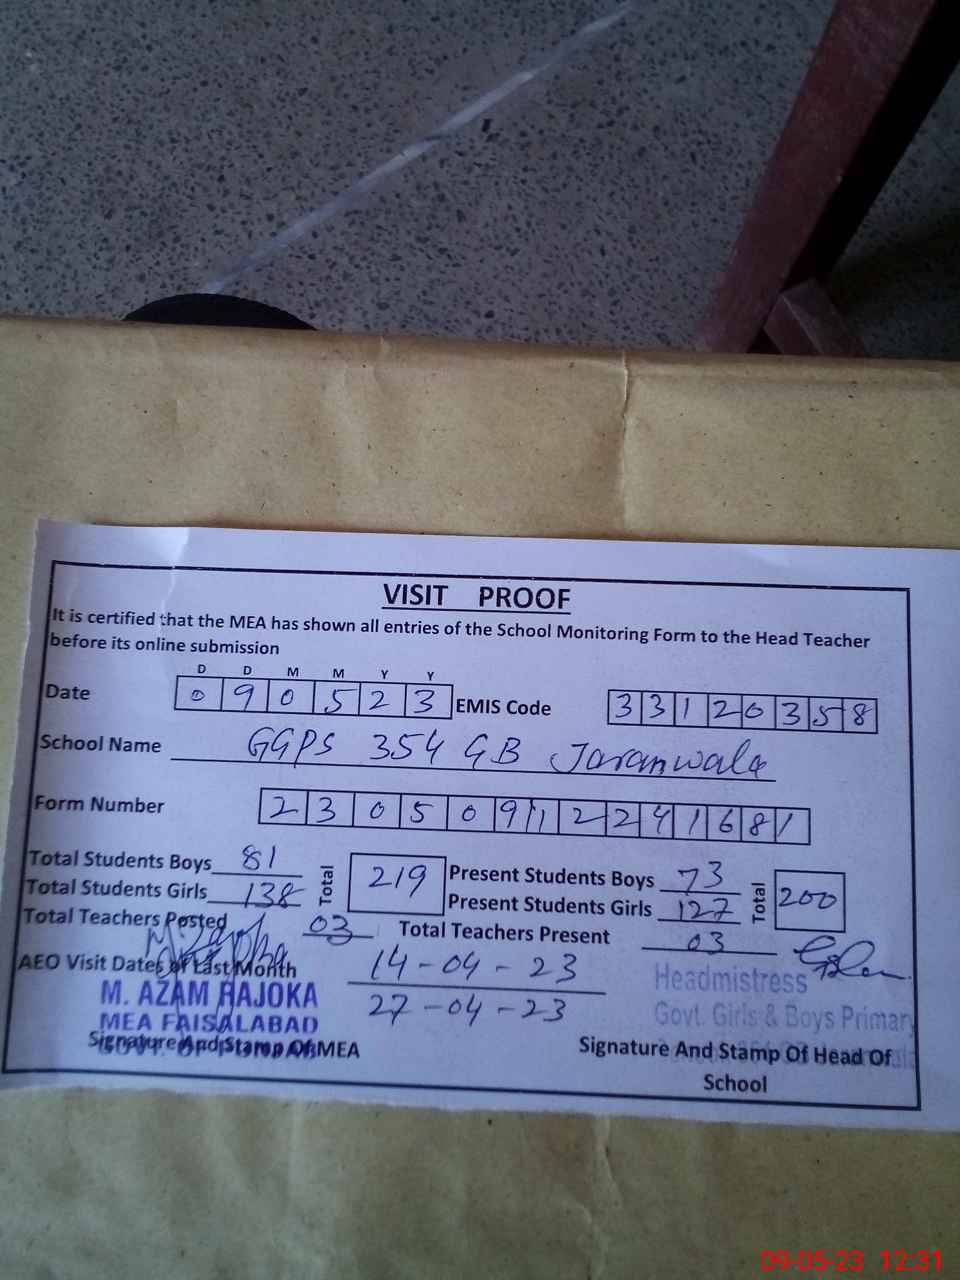 VISIT PROOF
It is certified that the MEA has shown all entries of the School Monitoring Form to the Head Teacher
before its online submission
D D M M Y Y
Date 0 9 0 5 2 3 EMIS Code 3 3 1 2 0 3 5 8
School Name GGPS 354 GB Jaranwala
Form Number 2 3 0 5 0 9 1 2 2 4 1 6 8 1
Total Students Boys 81 Total 219 Present Students Boys 73 Total 200
Total Students Girls 138 Present Students Girls 127
Total Teachers Posted 03 Total Teachers Present 03
AEO Visit Dates of Last Month 14-04-23
27-04-23
M. AZAM RAJOKA
MEA FAISALABAD
GOVT. OF PUNJAB
Signature And Stamp Of MEA
Headmistress
Govt. Girls & Boys Primary
Signature And Stamp Of Head Of
School
09-05-23 12:31